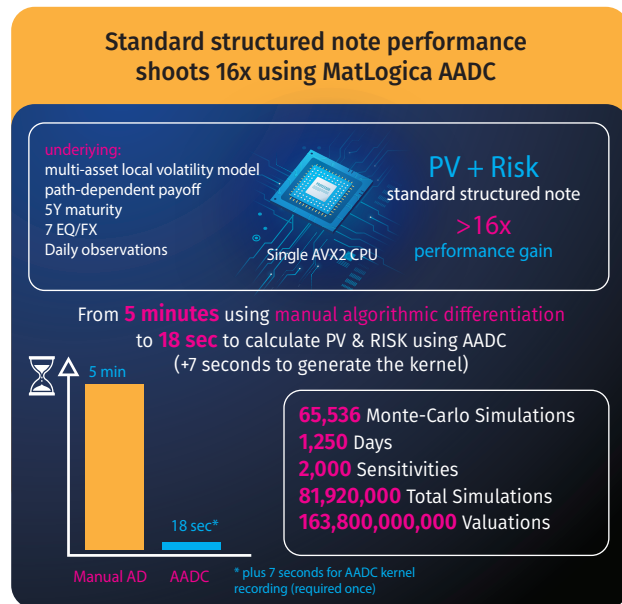 Standard structured note performance
shoots 16x using MatLogica AADC
underiying:
multi-asset local volatility model
path-dependent payoff
5Y maturity
7 EQ/FX
Daily observations
Single AVX2 CPU
PV + Risk
standard structured note
>16x
performance gain
From 5 minutes using manual algorithmic differentiation
to 18 sec to calculate PV & RISK using AADC
(+7 seconds to generate the kernel)
5 min
18 sec*
Manual AD
AADC
65,536 Monte-Carlo Simulations
1,250 Days
2,000 Sensitivities
81,920,000 Total Simulations
163,800,000,000 Valuations
* plus 7 seconds for AADC kernel
recording (required once)